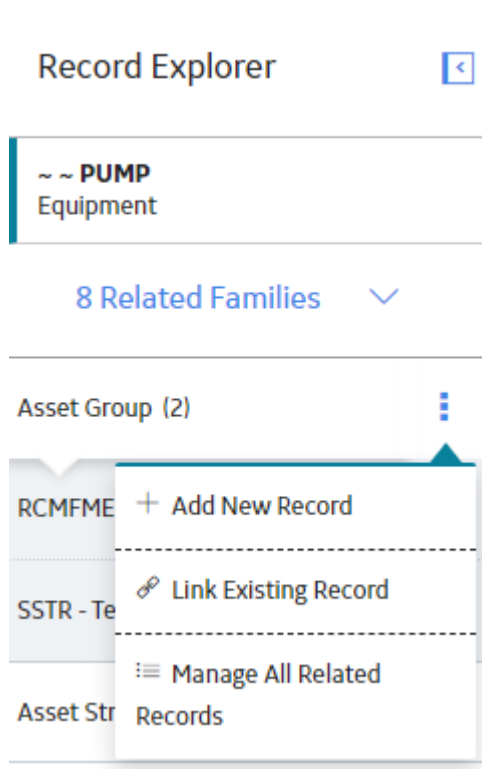 Record Explorer
~ ~ PUMP
Equipment
8 Related Families
Asset Group (2)
RCMFME
+ Add New Record
SSTR - Te
Link Existing Record
Manage All Related
Asset Str
Records